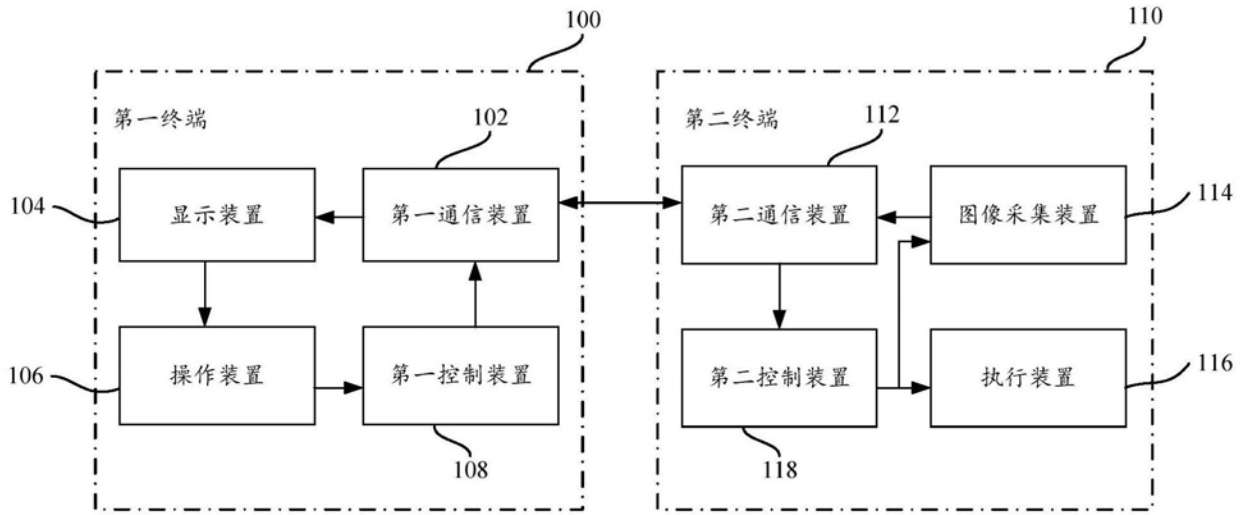 100
110
第一终端
102
第二终端
112
104
显示装置
第一通信装置
第二通信装置
图像采集装置
114
106
操作装置
第一控制装置
第二控制装置
执行装置
116
108
118